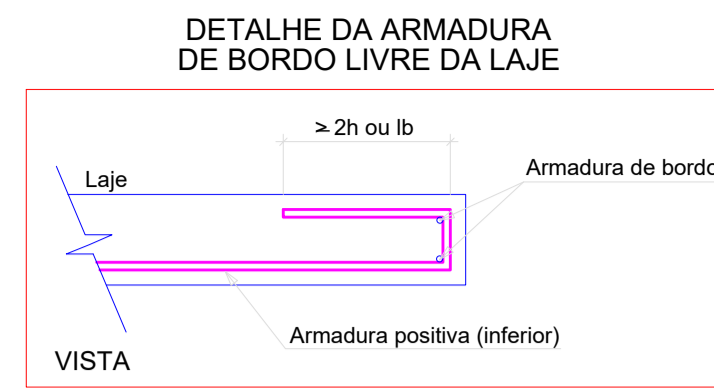 DETALHE DA ARMADURA
DE BORDO LIVRE DA LAJE
≥ 2h ou lb
Armadura de bordo
Laje
Armadura positiva (inferior)
VISTA